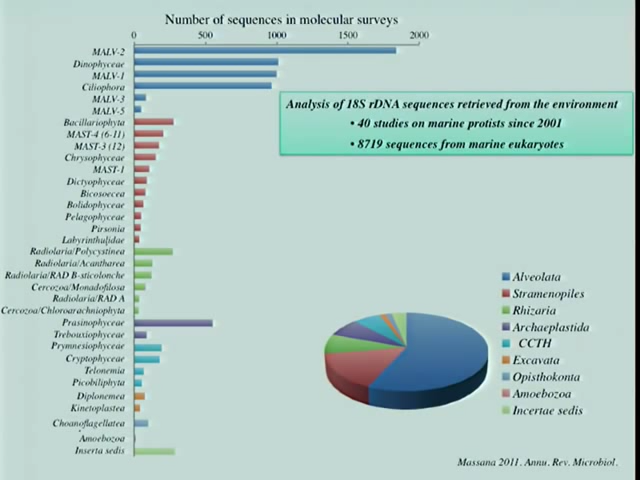 Number of sequences in molecular surveys
0 500 1000 1500 2000
MALV-2
Dinophyceae
MALV-1
Ciliophora
MALV-3
MALV-5
Bacillariophyta
MAST-4 (6-11)
MAST-3 (12)
Chrysophyceae
MAST-1
Dictyophyceae
Bicosoecea
Bolidophyceae
Pelagophyceae
Pirsonia
Labyrinthulidae
Radiolaria/Polycystinea
Radiolaria/Acantharea
Radiolaria/RAD B-sticolonche
Cercozoa/Monadofilosa
Radiolaria/RAD A
Cercozoa/Chloroarachniophyta
Prasinophyceae
Trebouxiophyceae
Prymnesiophyceae
Cryptophyceae
Telonemia
Picobiliphyta
Diplonemea
Kinetoplastea
Choanoflagellatea
Amoebozoa
Inserta sedis
Analysis of 18S rDNA sequences retrieved from the environment
• 40 studies on marine protists since 2001
• 8719 sequences from marine eukaryotes
Alveolata
Stramenopiles
Rhizaria
Archaeplastida
CCTH
Excavata
Opisthokonta
Amoebozoa
Incertae sedis
Massana 2011. Annu. Rev. Microbiol.